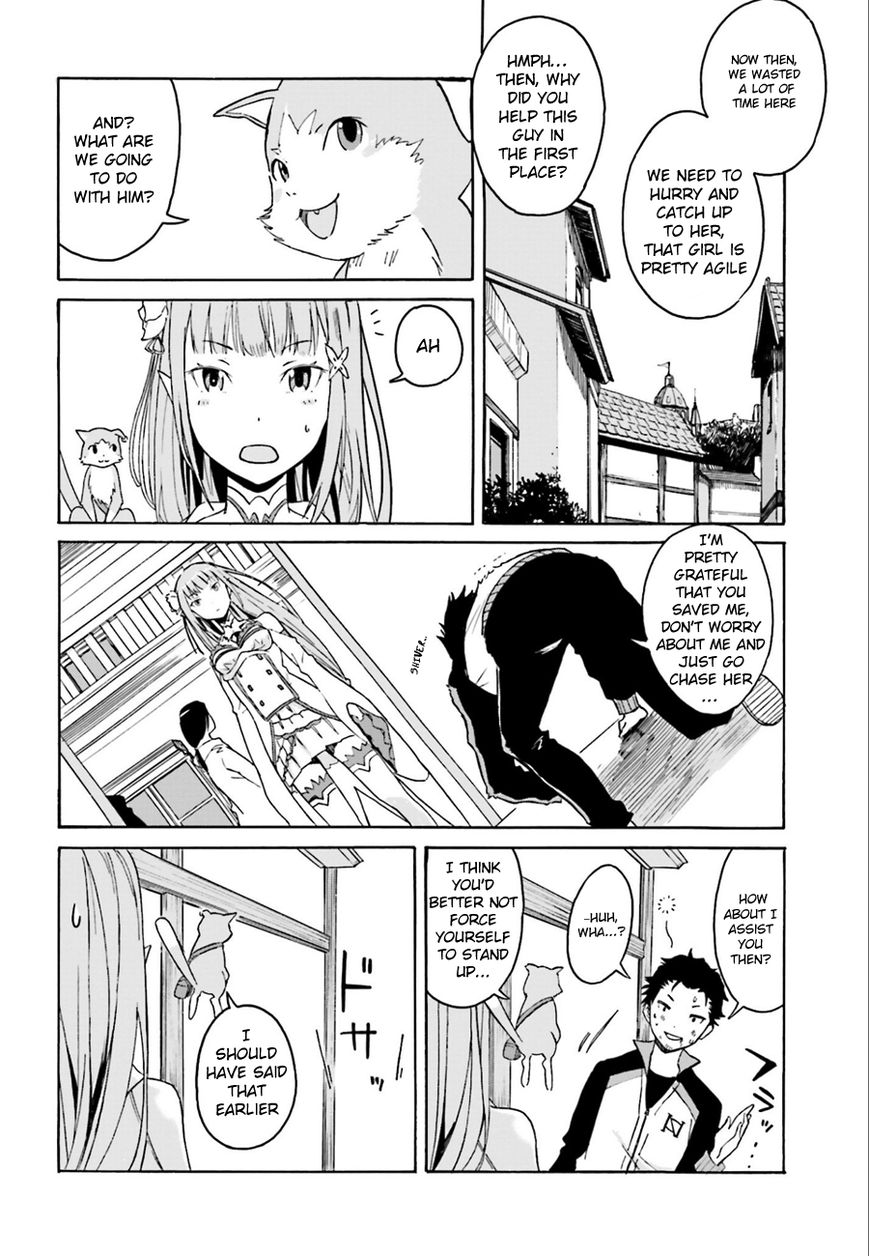 NOW THEN,
WE WASTED
A LOT OF
TIME HERE
WE NEED TO
HURRY AND
CATCH UP
TO HER,
THAT GIRL IS
PRETTY AGILE
HMPH...
THEN, WHY
DID YOU
HELP THIS
GUY IN
THE FIRST
PLACE?
AND?
WHAT ARE
WE GOING
TO DO
WITH HIM?
AH
I'M
PRETTY
GRATEFUL
THAT YOU
SAVED ME,
DON'T WORRY
ABOUT ME AND
JUST GO
CHASE HER
...
SHIVER..
HOW
ABOUT I
ASSIST
YOU
THEN?
-HUH,
WHA...?
I THINK
YOU'D
BETTER NOT
FORCE
YOURSELF
TO STAND
UP...
N
ドサッ
I
SHOULD
HAVE SAID
THAT
EARLIER